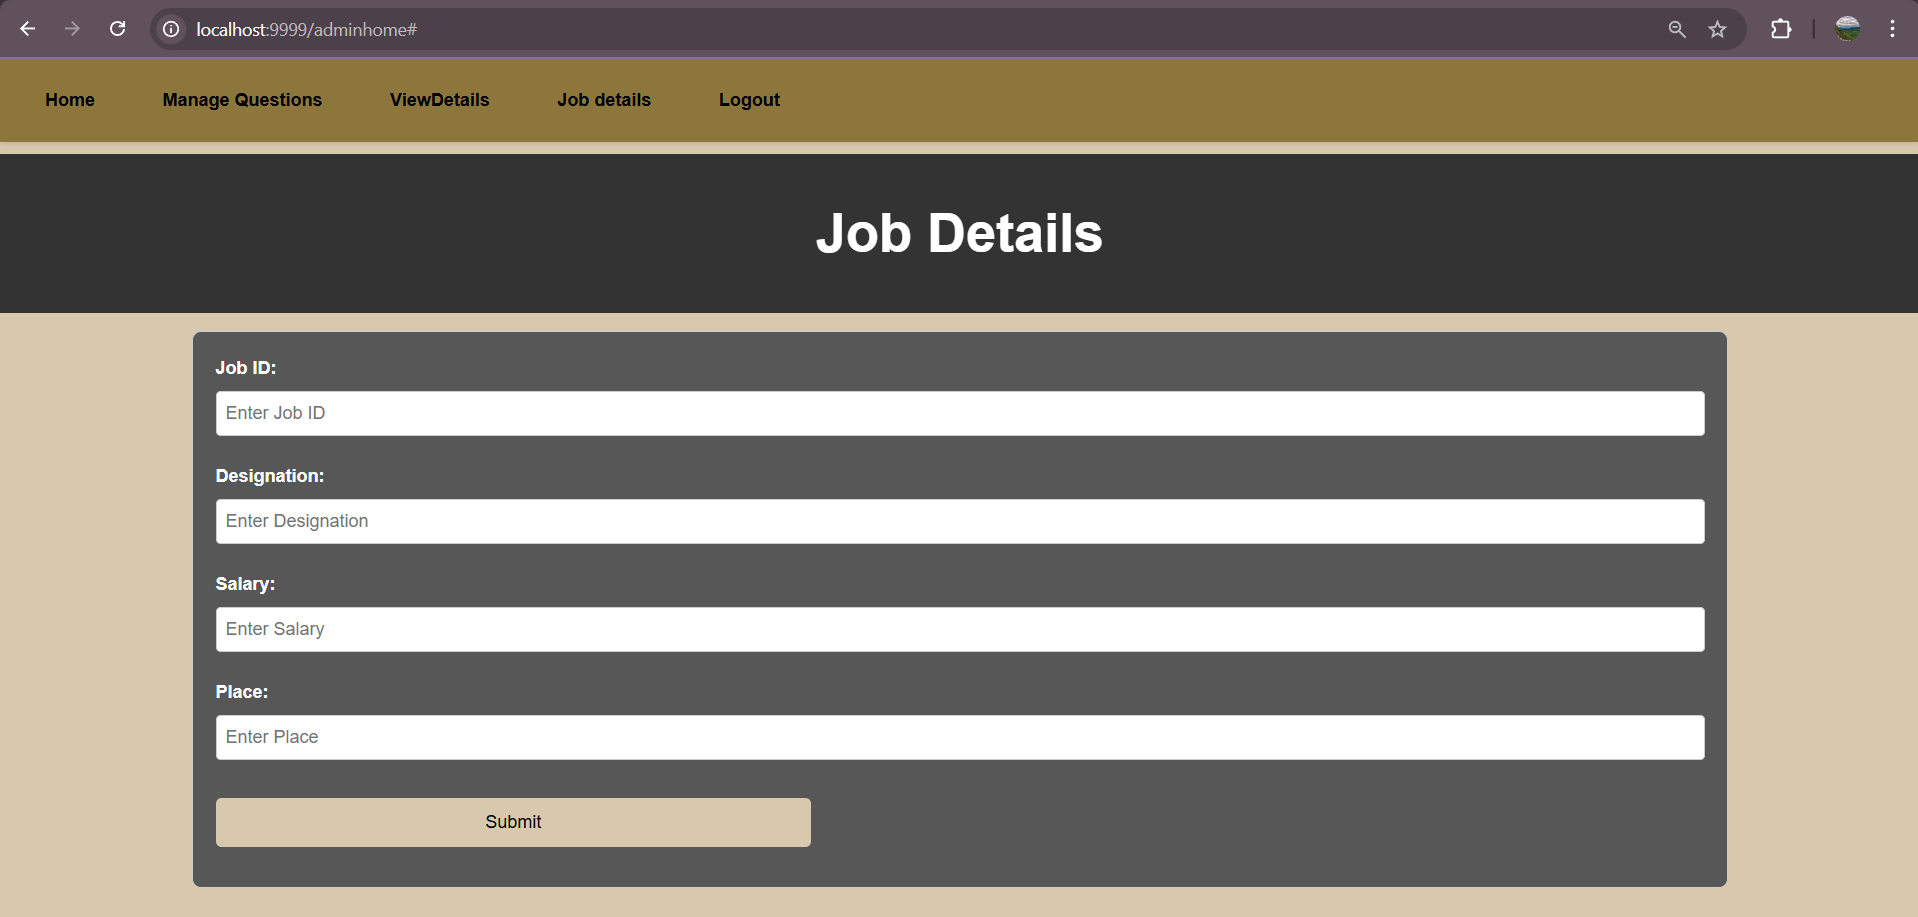 localhost:9999/adminhome#
Home Manage Questions ViewDetails Job details Logout
Job Details
Job ID:
Enter Job ID
Designation:
Enter Designation
Salary:
Enter Salary
Place:
Enter Place
Submit